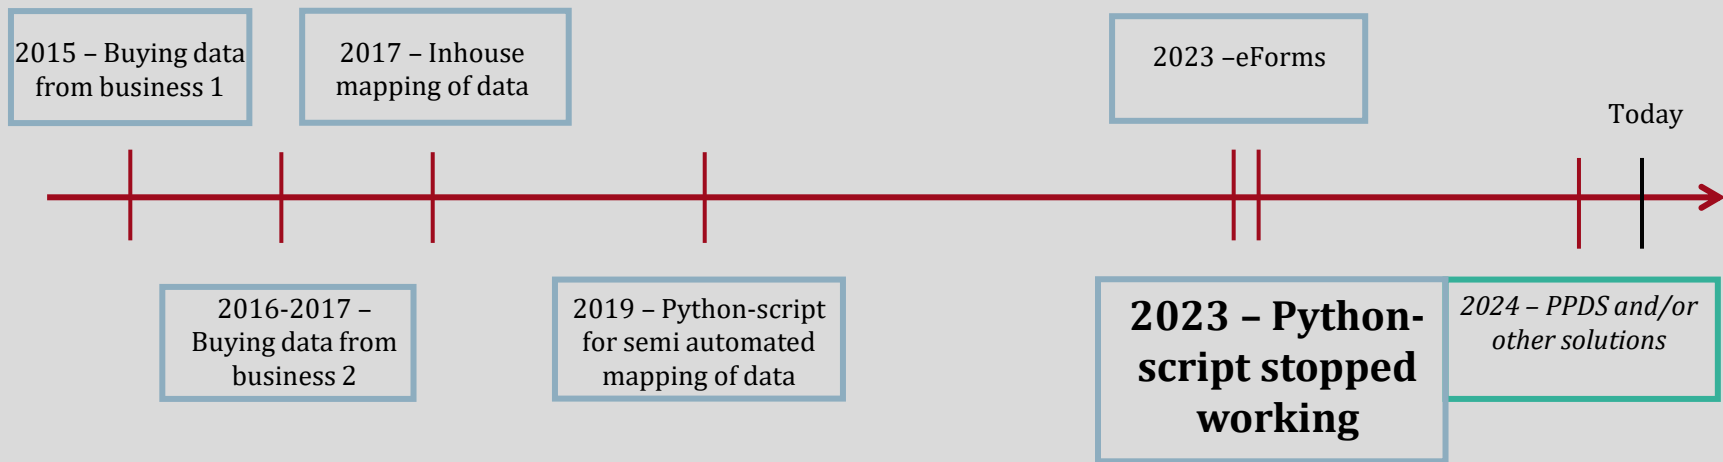 2015 – Buying data
from business 1
2017 – Inhouse
mapping of data
2023 –eForms
Today
2016-2017 –
Buying data from
business 2
2019 – Python-script
for semi automated
mapping of data
2023 – Python-
script stopped
working
2024 – PPDS and/or
other solutions